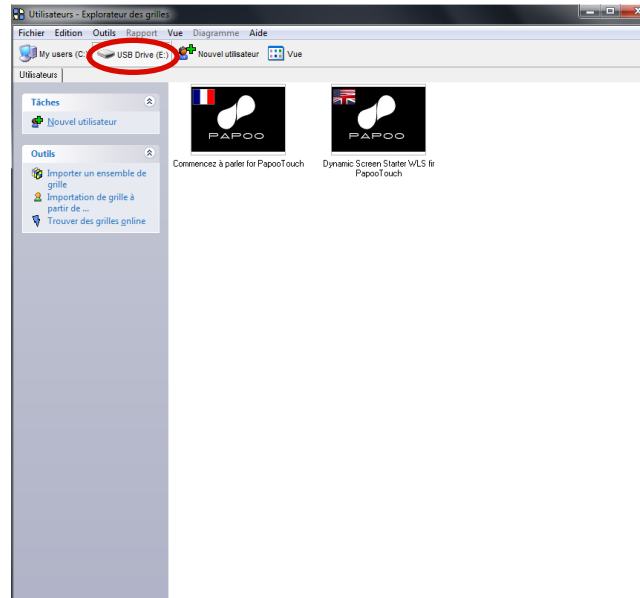 Utilisateurs - Explorateur des grilles
Fichier Edition Outils Rapport Vue Diagramme Aide
My users (C: USB Drive (E:) Nouvel utilisateur Vue
Utilisateurs
Tâches
Nouvel utilisateur
Outils
Importer un ensemble de
grille
Importation de grille à
partir de ...
Trouver des grilles online
PAPOO
Commencez à parler for PapooTouch
PAPOO
Dynamic Screen Starter WLS fir
PapooTouch